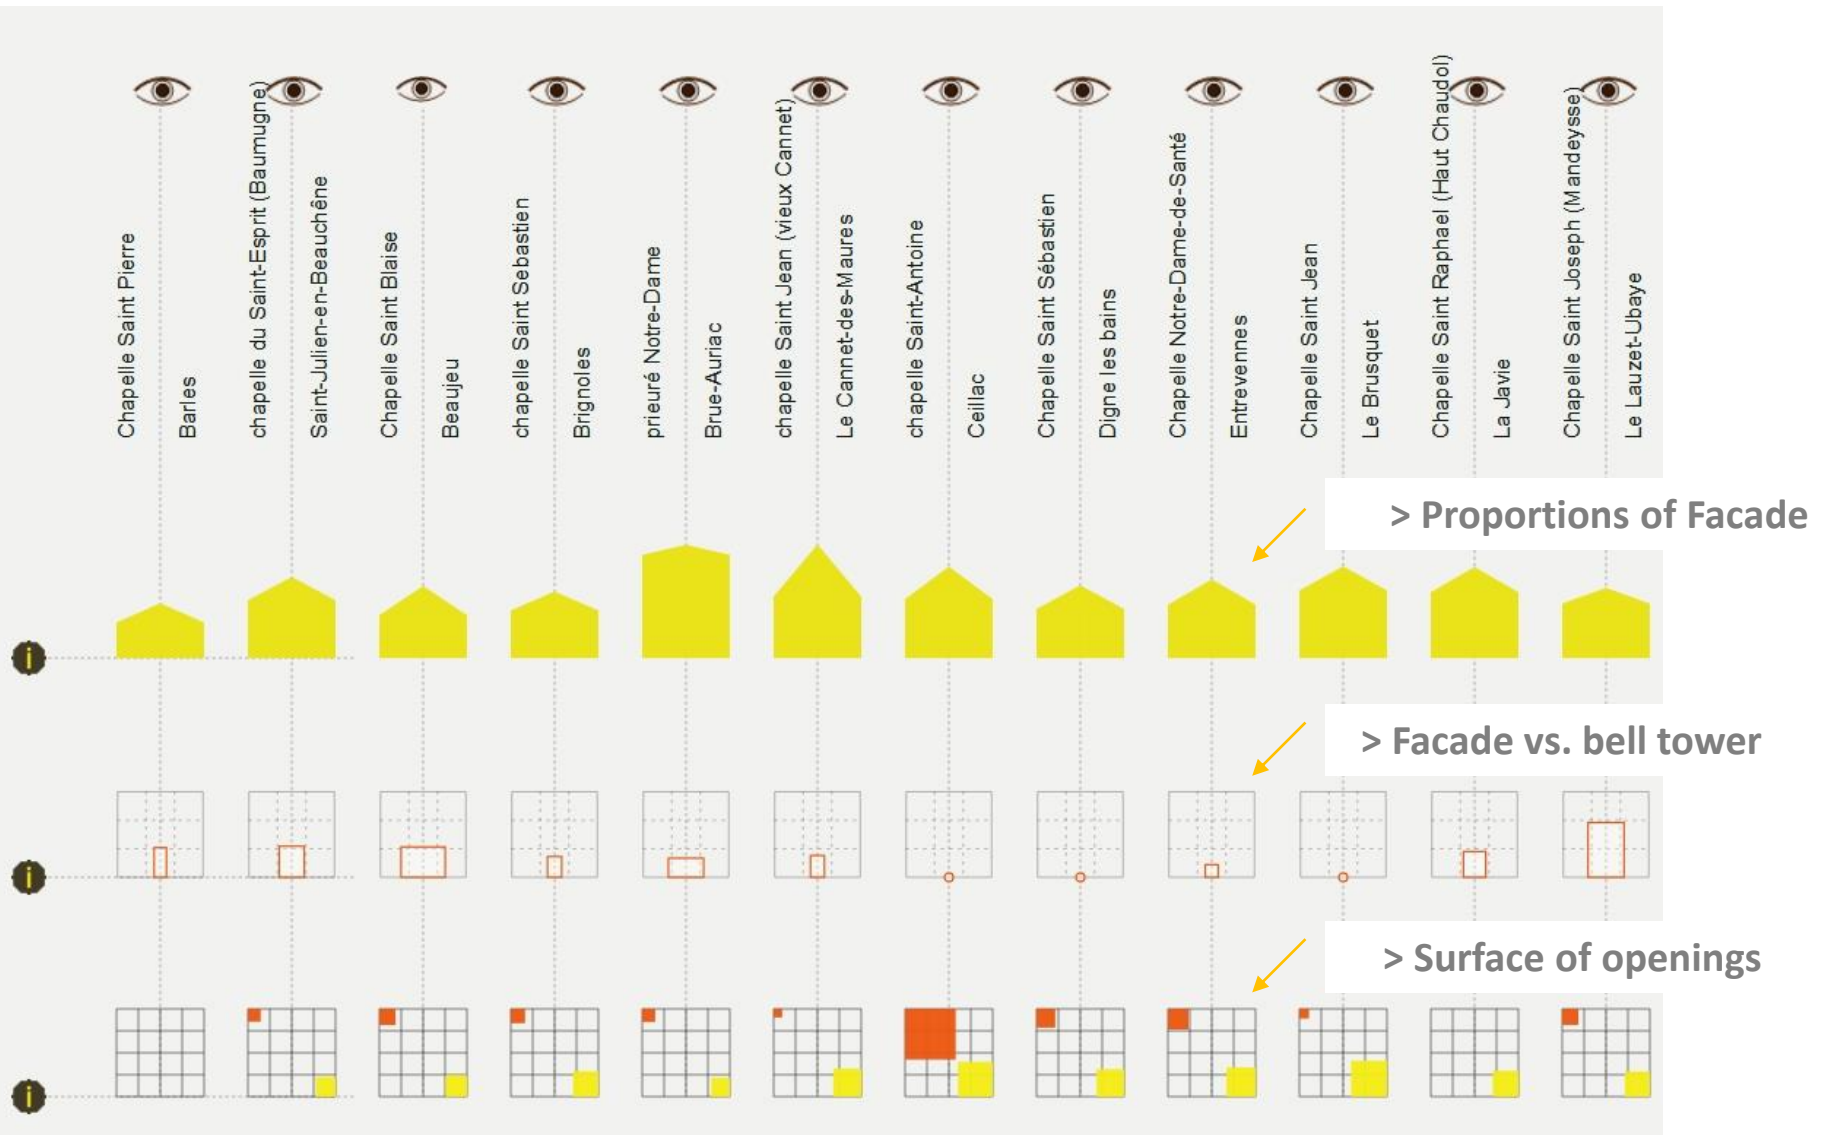 Chapelle Saint Pierre
Barles
chapelle du Saint-Esprit (Baumugne)
Saint-Julien-en-Beauchêne
Chapelle Saint Blaise
Beaujeu
chapelle Saint Sebastien
Brignoles
prieuré Notre-Dame
Brue-Auriac
chapelle Saint Jean (vieux Cannet)
Le Cannet-des-Maures
chapelle Saint-Antoine
Ceillac
Chapelle Saint Sébastien
Digne les bains
Chapelle Notre-Dame-de-Santé
Entrevennes
Chapelle Saint Jean
Le Brusquet
Chapelle Saint Raphael (Haut Chaudol)
La Javie
Chapelle Saint Joseph (Mandeysse)
Le Lauzet-Ubaye
> Proportions of Facade
i
> Facade vs. bell tower
i
> Surface of openings
i